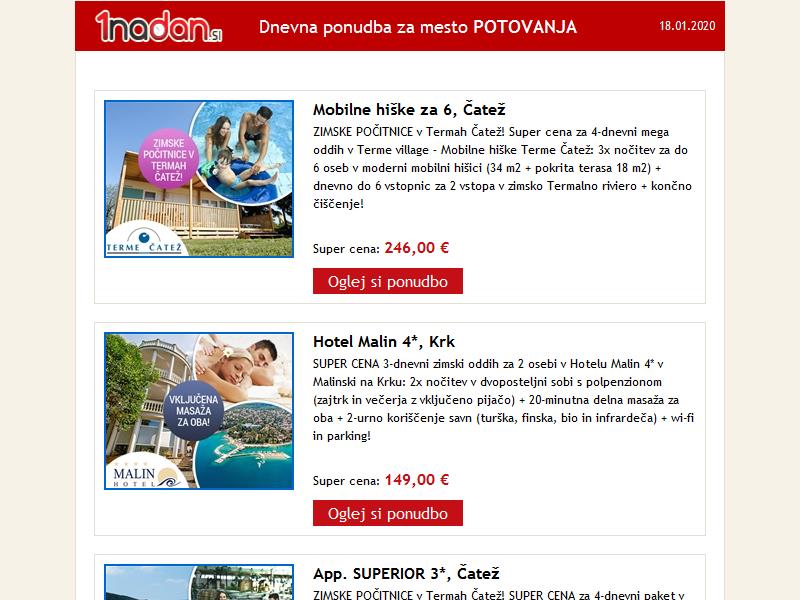 1nadan.si
Dnevna ponudba za mesto POTOVANJA
18.01.2020
Mobilne hiške za 6, Čatež
ZIMSKE POČITNICE v Termah Čatež! Super cena za 4-dnevni mega
oddih v Terme village - Mobilne hiške Terme Čatež: 3x nočitev za do
6 oseb v moderni mobilni hišici (34 m2 + pokrita terasa 18 m2) +
dnevno do 6 vstopnic za 2 vstopa v zimsko Termalno riviero + končno
čiščenje!
ZIMSKE
POČITNICE V
TERMAH
ČATEŽ!
TERME ČATEŽ
Super cena: 246,00 €
Oglej si ponudbo
Hotel Malin 4*, Krk
SUPER CENA 3-dnevni zimski oddih za 2 osebi v Hotelu Malin 4* v
Malinski na Krku: 2x nočitev v dvoposteljni sobi s polpenzionom
(zajtrk in večerja z vključeno pijačo) + 20-minutna delna masaža za
oba + 2-urno koriščenje savn (turška, finska, bio in infrardeča) + wi-fi
in parking!
VKLJUČENA
MASAŽA
ZA OBA!
MALIN
HOTEL
Super cena: 149,00 €
Oglej si ponudbo
App. SUPERIOR 3*, Čatež
ZIMSKE POČITNICE v Termah Čatež! SUPER CENA za 4-dnevni paket v